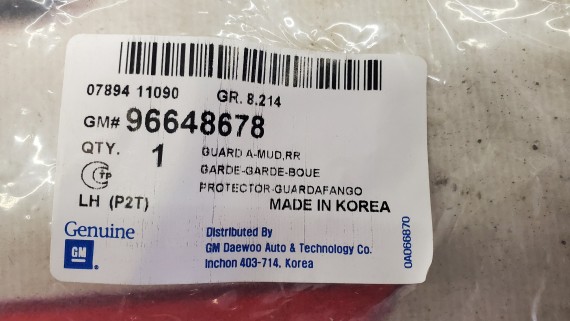 07894 11090 GR. 8.214
GM# 96648678
QTY. 1 GUARD A-MUD,RR
GARDE-GARDE-BOUE
PROTECTOR-GUARDAFANGO
LH (P2T) MADE IN KOREA
Genuine
GM
Distributed By
GM Daewoo Auto & Technology Co.
Inchon 403-714, Korea
0A066870